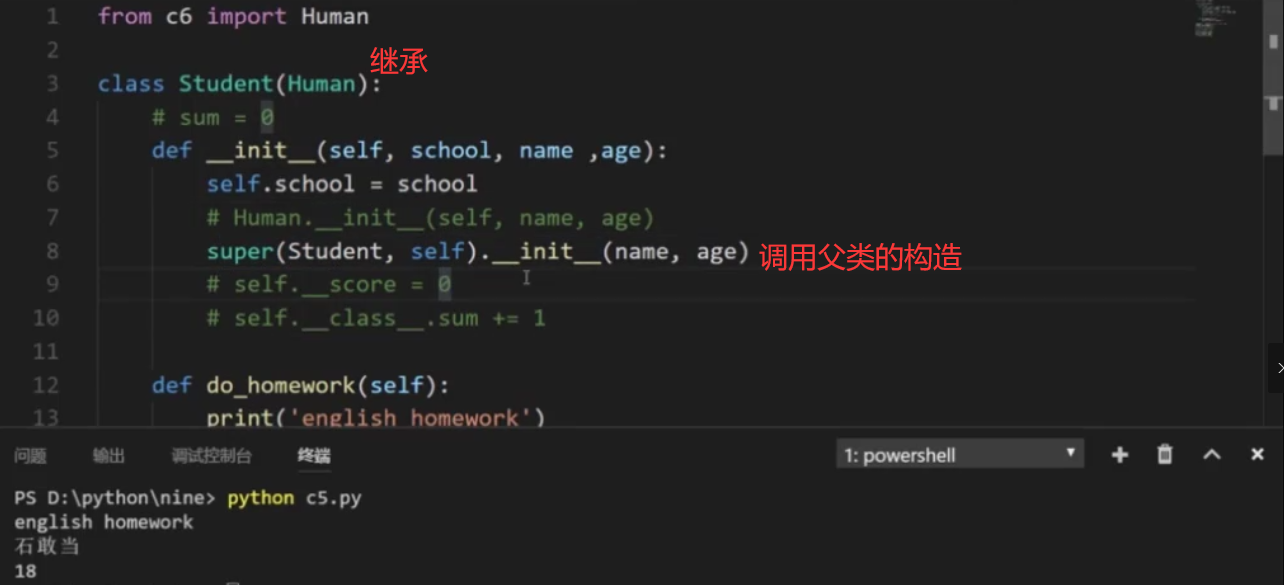 1 from c6 import Human
2
继承
3 class Student(Human):
4 # sum = 0
5 def __init__(self, school, name ,age):
6 self.school = school
7 # Human.__init__(self, name, age)
8 super(Student, self).__init__(name, age) 调用父类的构造
9 # self.__score = 0
10 # self.__class__.sum += 1
11
12 def do_homework(self):
13 print('english homework')
问题 输出 调试控制台 终端 1: powershell
PS D:\python\nine> python c5.py
english homework
石敢当
18